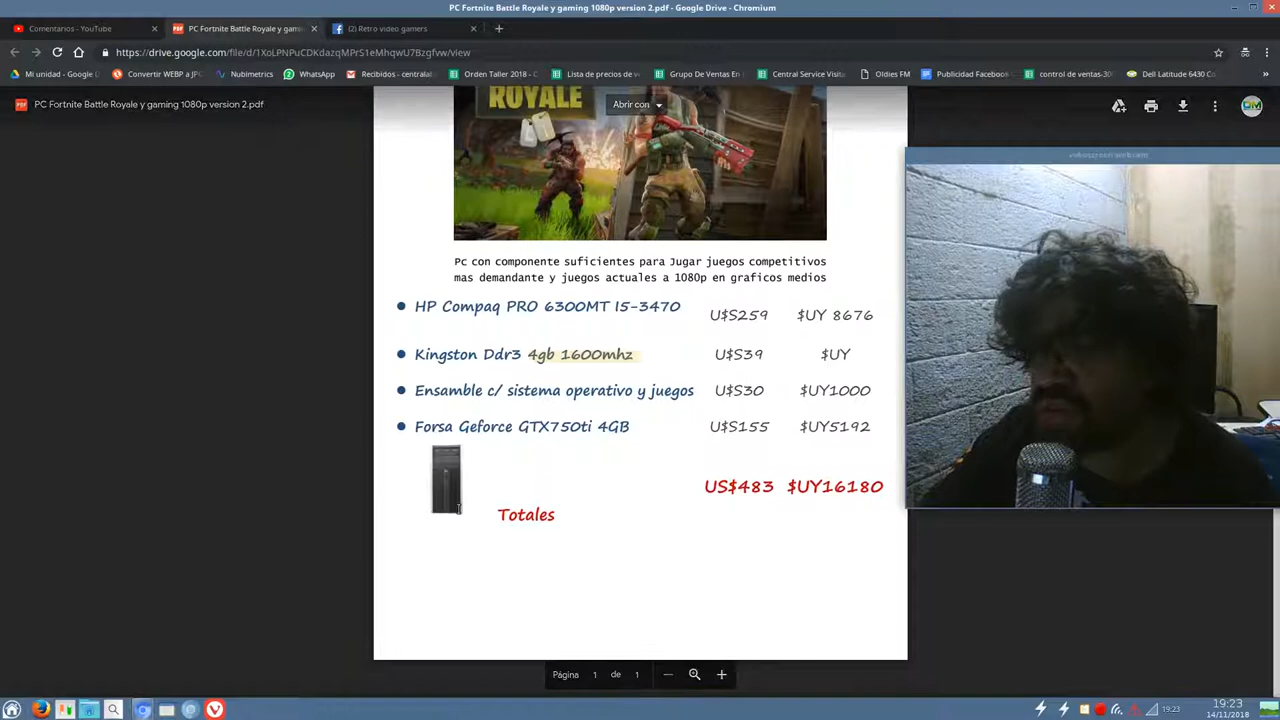 PC Fortnite Battle Royale y gaming 1080p version 2.pdf - Google Drive - Chromium
Comentarios - YouTube
PC Fortnite Battle Royale y gami
(2) Retro video gamers
https://drive.google.com/file/d/1XoLPNPuCDKdazqMPrS1eMhqwU7Bzgfvw/view
Mi unidad - Google D
Convertir WEBP a JPG
Nubimetrics
WhatsApp
Recibidos - centralal
Orden Taller 2018 - C
Lista de precios de v
Grupo De Ventas En
Central Service Visita
Oldies FM
Publicidad Facebook
control de ventas-30
Dell Latitude 6430 Co
PC Fortnite Battle Royale y gaming 1080p version 2.pdf
Abrir con
DM
ROYALE
Pc con componente suficientes para Jugar juegos competitivos
mas demandante y juegos actuales a 1080p en graficos medios
HP Compaq PRO 6300MT I5-3470 U$S259 $UY 8676
Kingston Ddr3 4gb 1600mhz U$S39 $UY
Ensamble c/ sistema operativo y juegos U$S30 $UY1000
Forsa Geforce GTX750ti 4GB U$S155 $UY5192
US$483 $UY16180
Totales
Página 1 de 1
19:23
19:23
14/11/2018